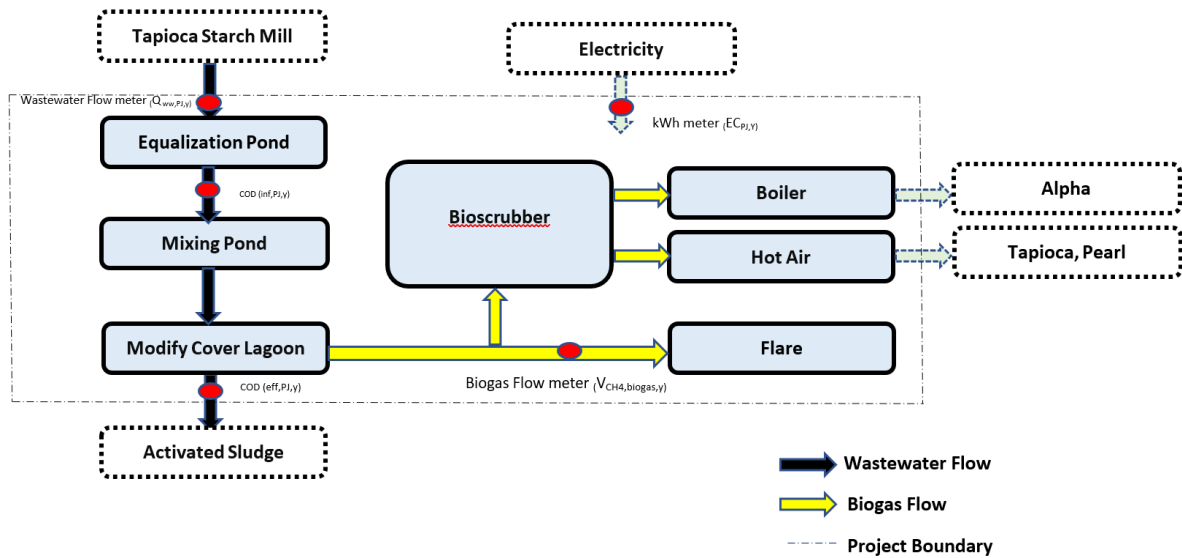 Tapioca Starch Mill
Electricity
Wastewater Flow meter (Qww,PJ,y)
kWh meter (ECPJ,Y)
Equalization Pond
COD (inf,PJ,y)
Bioscrubber
Boiler
Alpha
Mixing Pond
Hot Air
Tapioca, Pearl
Modify Cover Lagoon
Flare
COD (eff,PJ,y)
Biogas Flow meter (VCH4,biogas,y)
Activated Sludge
Wastewater Flow
Biogas Flow
Project Boundary